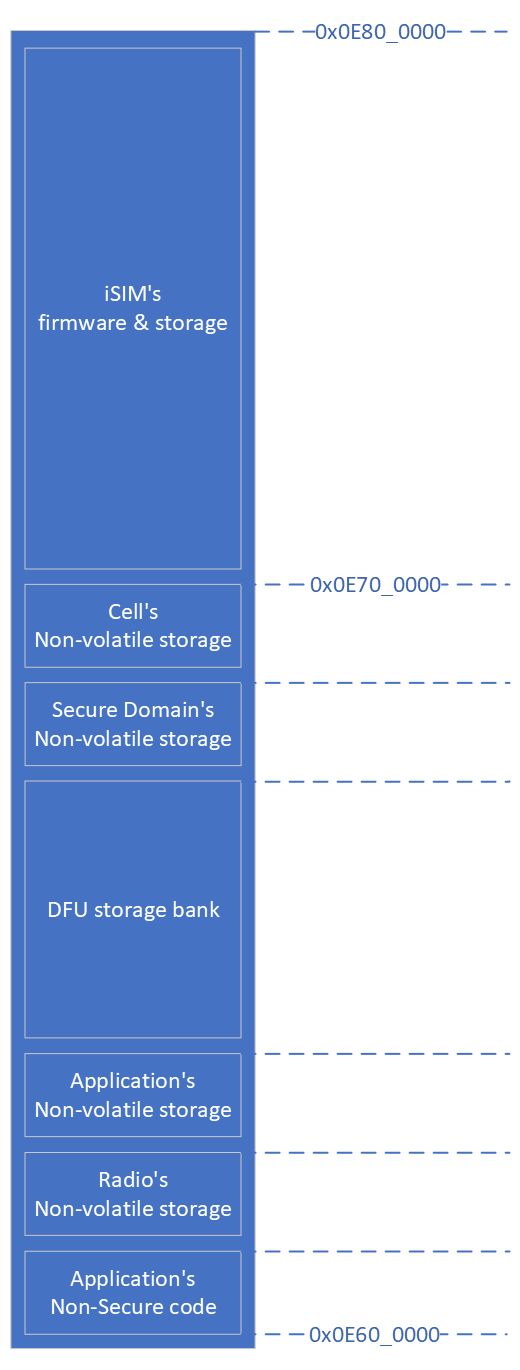 0x0E80_0000
iSIM's
firmware & storage
0x0E70_0000
Cell's
Non-volatile storage
Secure Domain's
Non-volatile storage
DFU storage bank
Application's
Non-volatile storage
Radio's
Non-volatile storage
Application's
Non-Secure code
0x0E60_0000